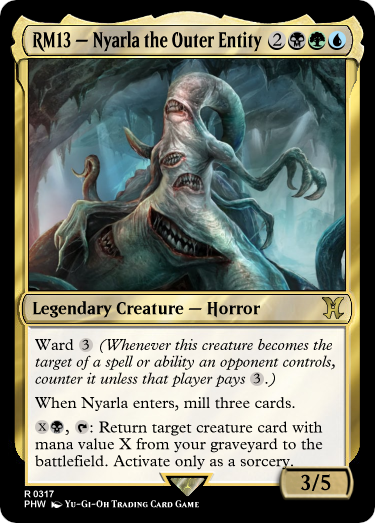 RM13 — Nyarla the Outer Entity 2
Legendary Creature — Horror
Ward 3 (Whenever this creature becomes the
target of a spell or ability an opponent controls,
counter it unless that player pays 3.)
When Nyarla enters, mill three cards.
X, : Return target creature card with
mana value X from your graveyard to the
battlefield. Activate only as a sorcery.
3/5
R 0317
PHW Yu-Gi-Oh Trading Card Game